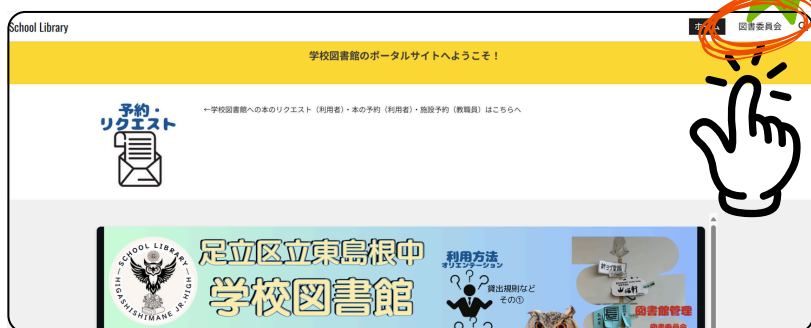 School Library
ホーム 図書委員会
学校図書館のポータルサイトへようこそ！
予約・
リクエスト
←学校図書館への本のリクエスト（利用者）・本の予約（利用者）・施設予約（教職員）はこちらへ
SCHOOL LIBRARY
HIGASHISHIMANE JR. HIGH
足立区立東島根中
学校図書館
利用方法
オリエンテーション
貸出規則など
その①
図書館管理
図書委員会